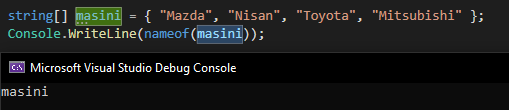 string[] masini = { "Mazda", "Nisan", "Toyota", "Mitsubishi" };
Console.WriteLine(nameof(masini));
Microsoft Visual Studio Debug Console
masini